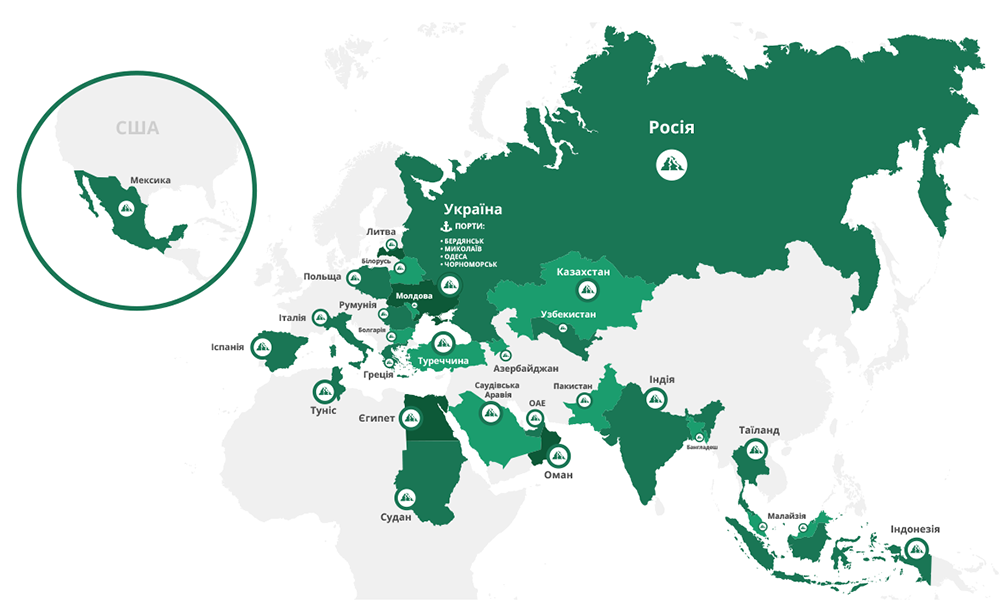 США
Мексика
Росія
Україна
ПОРТИ:
• БЕРДЯНСЬК
• МИКОЛАЇВ
• ОДЕСА
• ЧОРНОМОРСЬК
Литва
Білорусь
Польща
Молдова
Румунія
Італія
Болгарія
Іспанія
Греція
Туреччина
Казахстан
Узбекистан
Азербайджан
Туніс
Єгипет
Судан
Саудівська
Аравія
ОАЕ
Оман
Пакистан
Індія
Бангладеш
Таїланд
Малайзія
Індонезія